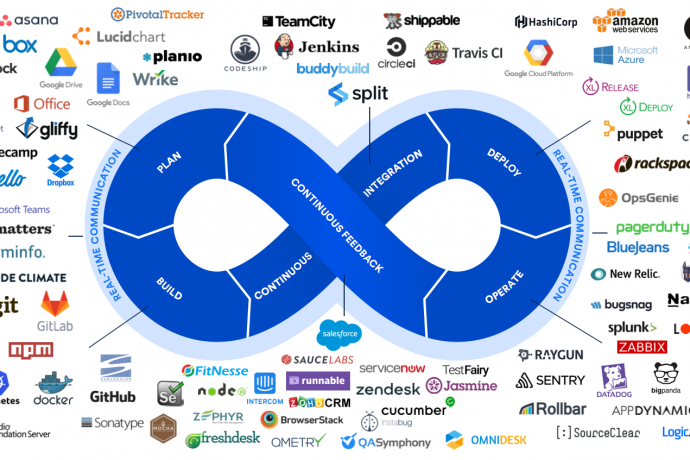 asana
PivotalTracker
box
Lucidchart
planio
Google Drive
Google Docs
Wrike
Office
gliffy
Dropbox
TeamCity
shippable
CODESHIP
Jenkins
circleci
Travis CI
buddybuild
split
HashiCorp
amazon
web services
Google Cloud Platform
Microsoft
Azure
XL RELEASE
XL DEPLOY
puppet
rackspac
OpsGenie
pagerduty
BlueJeans
New Relic.
bugsnag
splunk>
ZABBIX
REAL-TIME COMMUNICATION
PLAN
BUILD
CONTINUOUS
INTEGRATION
CONTINUOUS FEEDBACK
DEPLOY
OPERATE
REAL-TIME COMMUNICATION
ecamp
ello
osoft Teams
matters
minfo.
DE CLIMATE
git
GitLab
npm
netes
docker
GitHub
Se
Sonatype
dio
ndation Server
salesforce
SAUCELABS
FitNesse
node
INTERCOM
runnable
ZOHO CRM
servicenow
zendesk
TestFairy
Jasmine
cucumber
ZEPHYR
MOCHA
BrowserStack
instabug
freshdesk
QMETRY
QASymphony
OMNIDESK
RAYGUN
SENTRY
DATADOG
bigpanda
Rollbar
APPDYNAMIC
[:]SourceClear
Logic